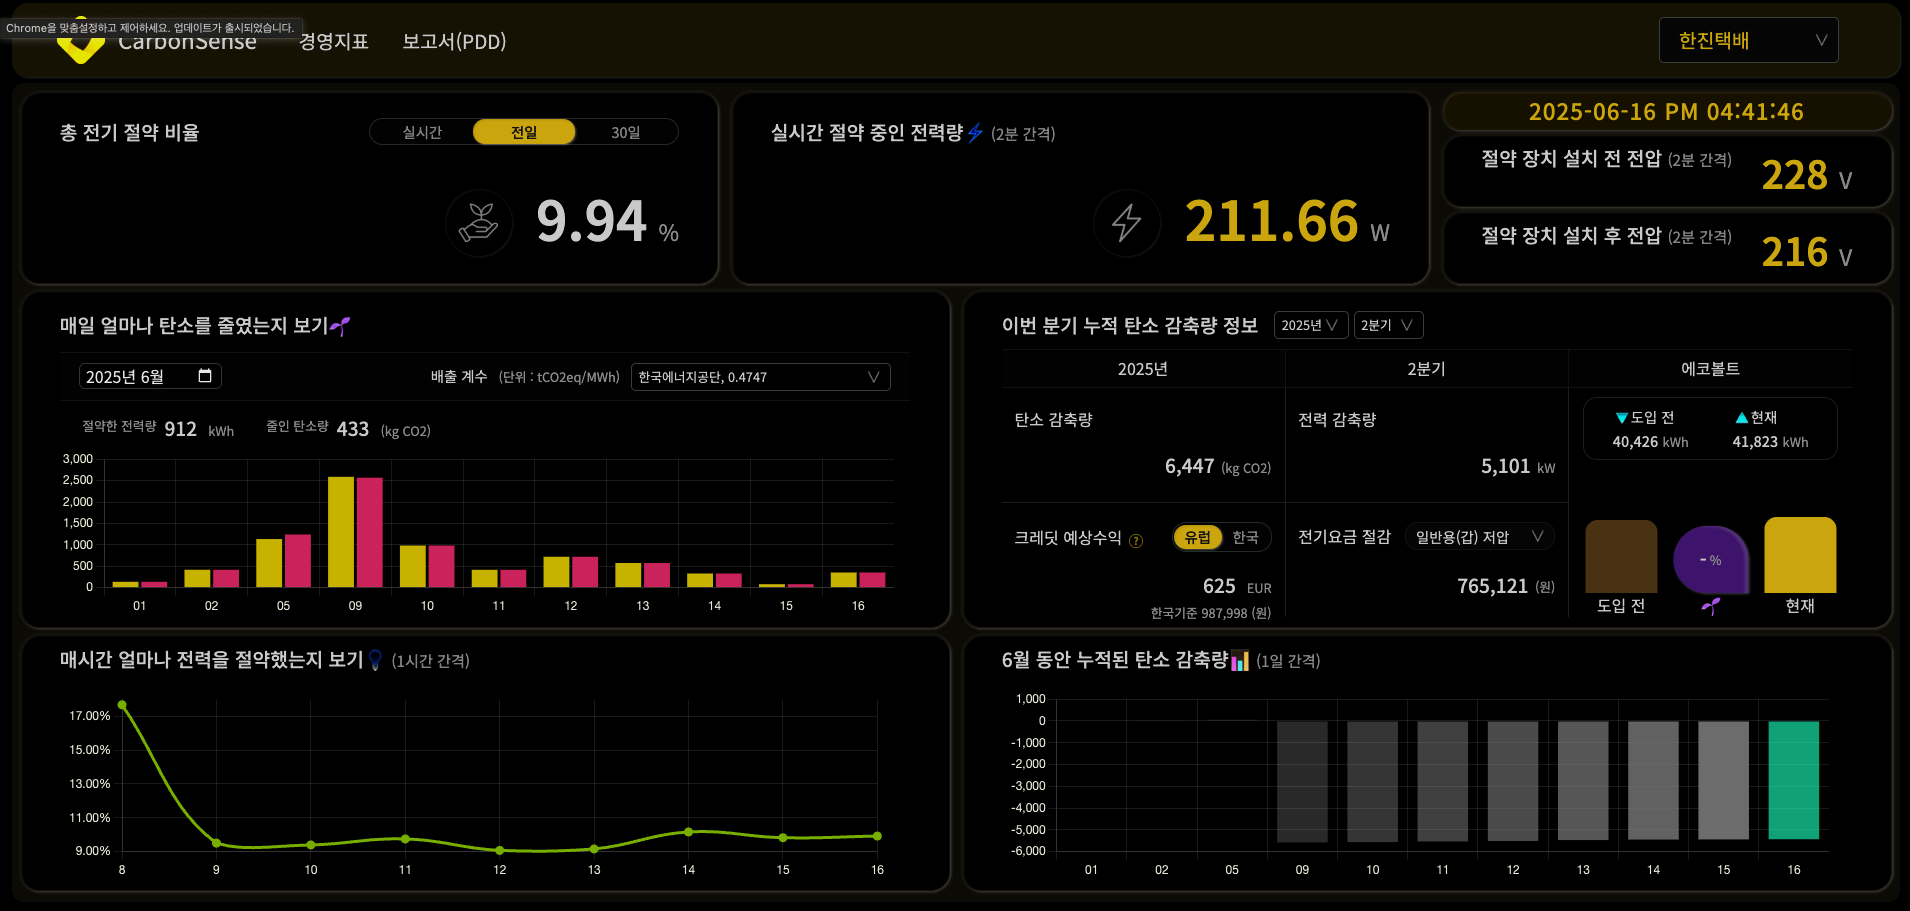 Chrome을 맞춤설정하고 제어하세요. 업데이트가 출시되었습니다.
CarbonSense 경영지표 보고서(PDD) 한진택배
총 전기 절약 비율
실시간 전일 30일
9.94 %
실시간 절약 중인 전력량 (2분 간격)
211.66 W
2025-06-16 PM 04:41:46
절약 장치 설치 전 전압 (2분 간격)
228 V
절약 장치 설치 후 전압 (2분 간격)
216 V
매일 얼마나 탄소를 줄였는지 보기
2025년 6월
배출 계수 (단위 : tCO2eq/MWh) 한국에너지공단, 0.4747
절약한 전력량 912 kWh 줄인 탄소량 433 (kg CO2)
3,000
2,500
2,000
1,500
1,000
500
0
01 02 05 09 10 11 12 13 14 15 16
이번 분기 누적 탄소 감축량 정보 2025년 2분기
2025년 2분기 에코볼트
탄소 감축량
6,447 (kg CO2)
전력 감축량
5,101 kW
▼도입 전 ▲현재
40,426 kWh 41,823 kWh
크레딧 예상수익 ? 유럽 한국
625 EUR
한국기준 987,998 (원)
전기요금 절감 일반용(갑) 저압
765,121 (원)
- %
도입 전 현재
매시간 얼마나 전력을 절약했는지 보기 (1시간 간격)
17.00%
15.00%
13.00%
11.00%
9.00%
8 9 10 11 12 13 14 15 16
6월 동안 누적된 탄소 감축량 (1일 간격)
1,000
0
-1,000
-2,000
-3,000
-4,000
-5,000
-6,000
01 02 05 09 10 11 12 13 14 15 16